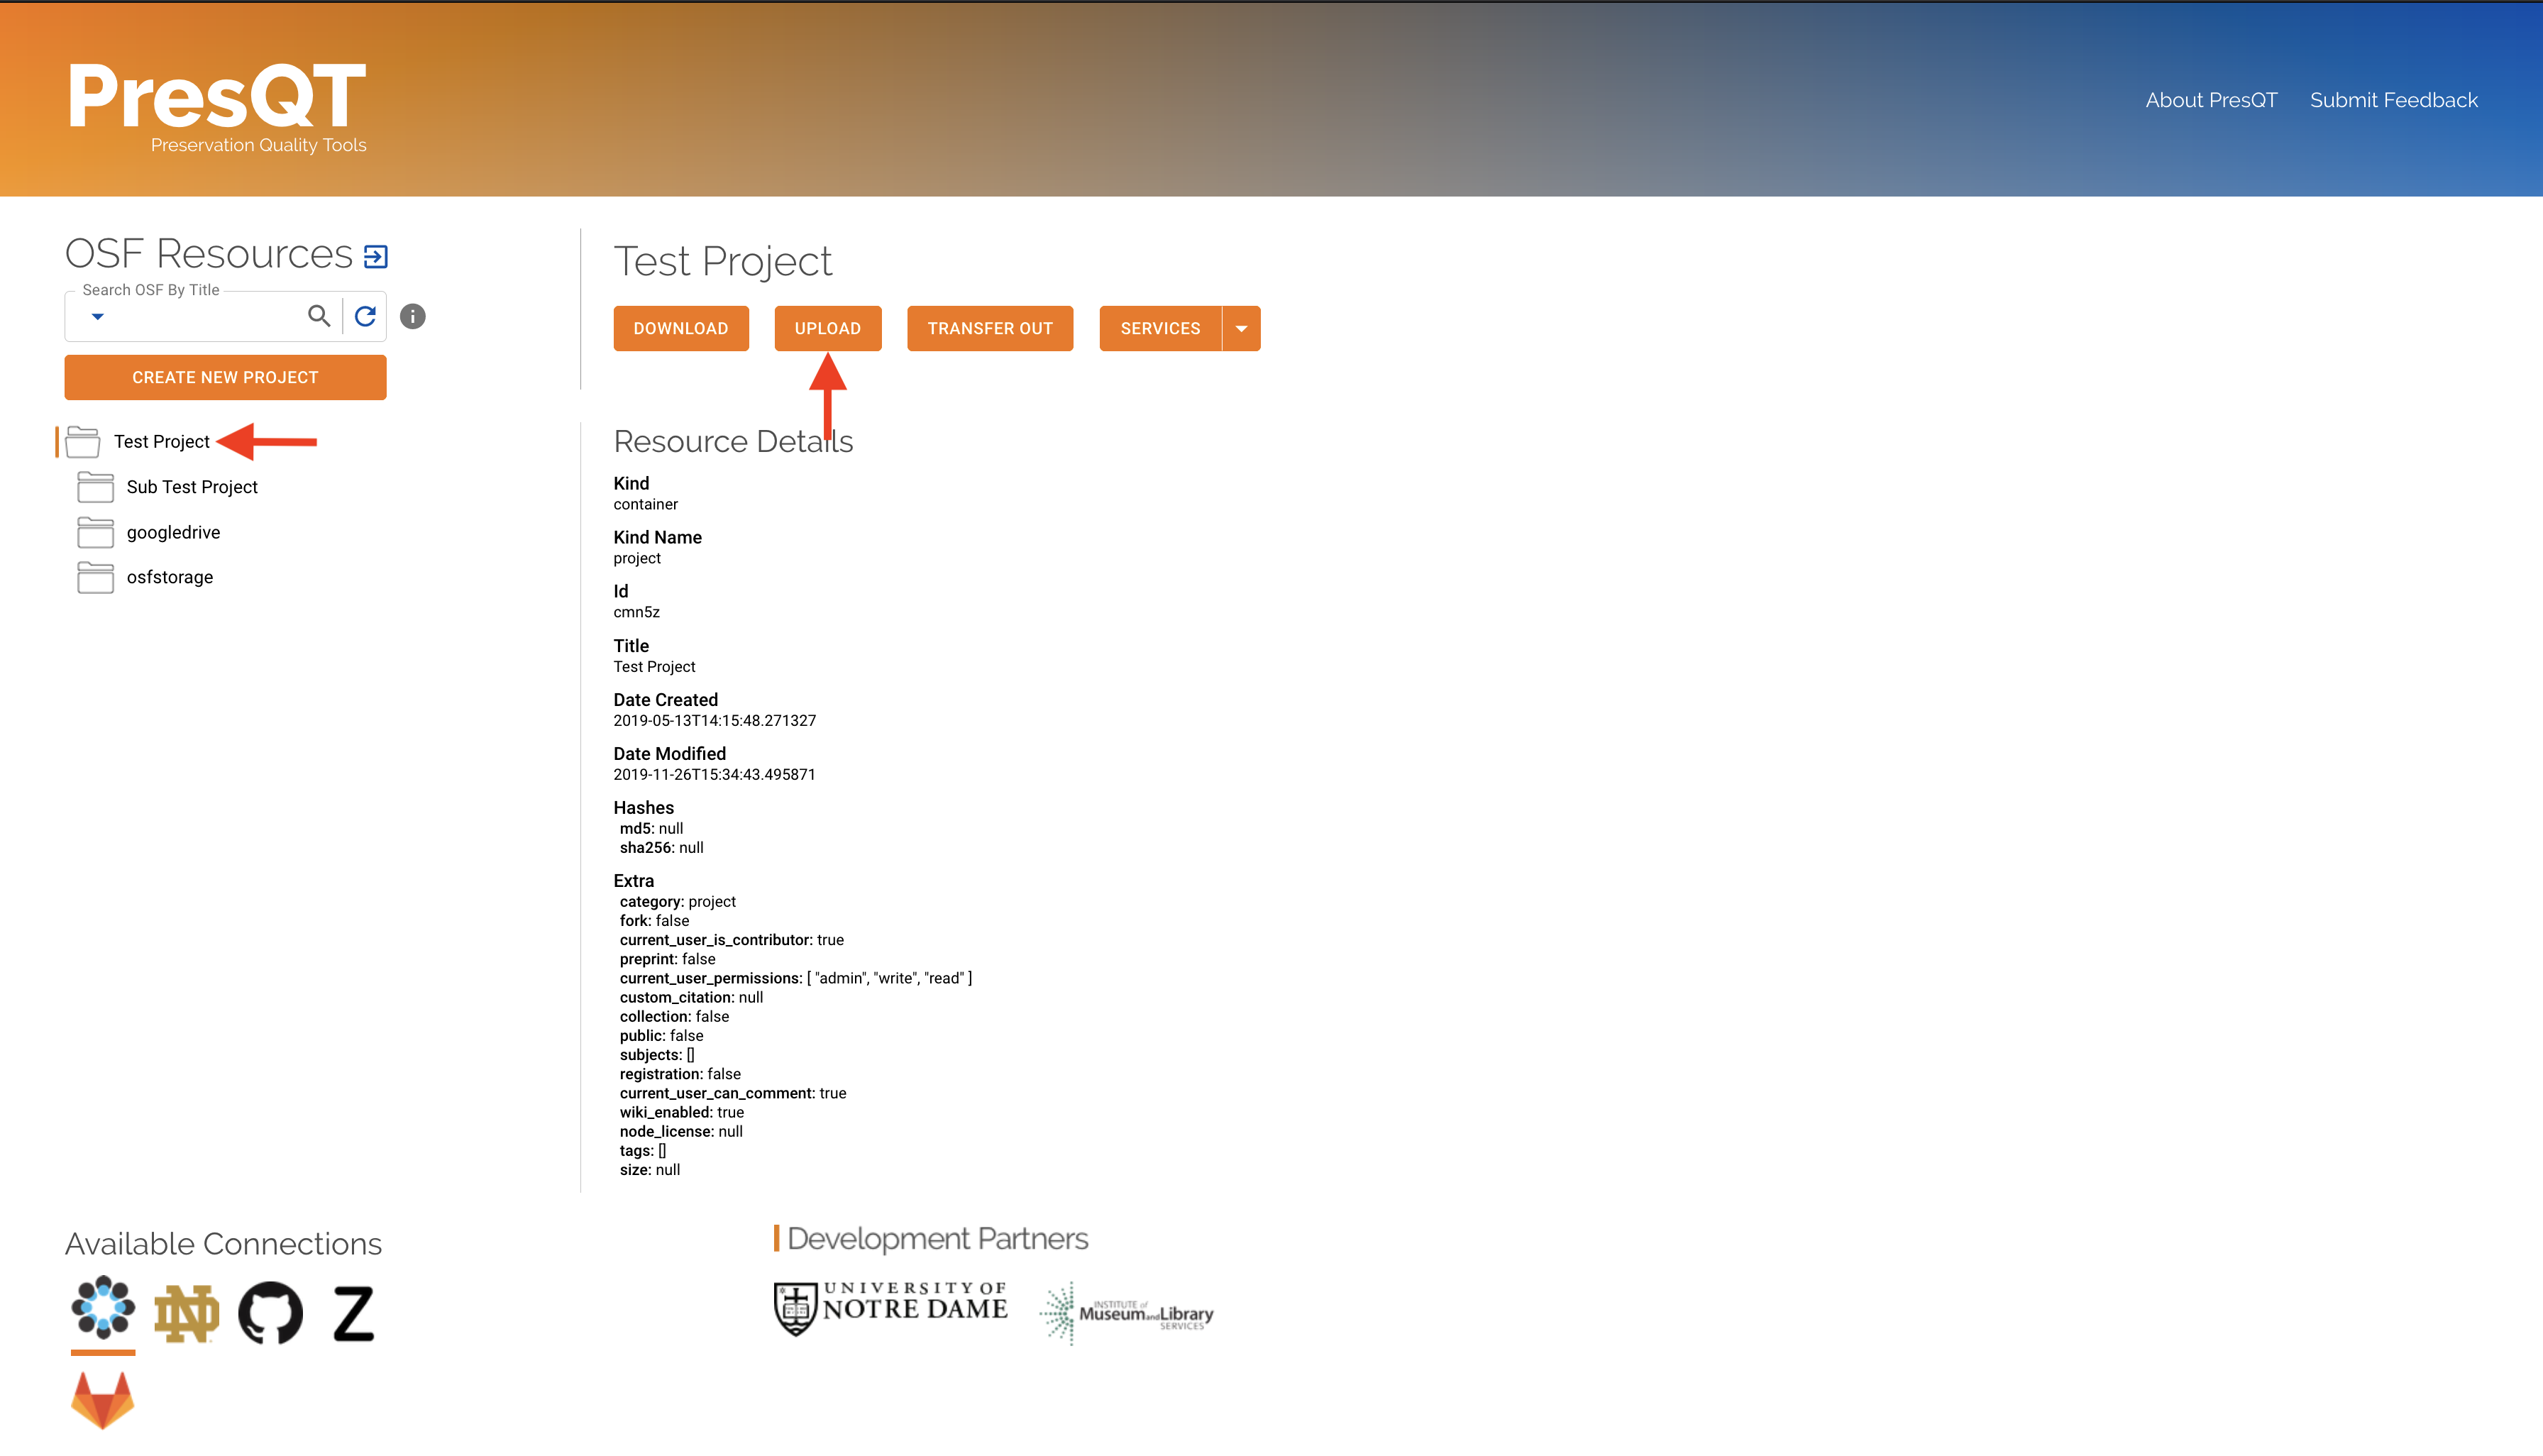 PresQT
Preservation Quality Tools
About PresQT Submit Feedback
OSF Resources
Search OSF By Title
CREATE NEW PROJECT
Test Project
Sub Test Project
googledrive
osfstorage
Test Project
DOWNLOAD UPLOAD TRANSFER OUT SERVICES
Resource Details
Kind
container
Kind Name
project
Id
cmn5z
Title
Test Project
Date Created
2019-05-13T14:15:48.271327
Date Modified
2019-11-26T15:34:43.495871
Hashes
md5: null
sha256: null
Extra
category: project
fork: false
current_user_is_contributor: true
preprint: false
current_user_permissions: [ "admin", "write", "read" ]
custom_citation: null
collection: false
public: false
subjects: []
registration: false
current_user_can_comment: true
wiki_enabled: true
node_license: null
tags: []
size: null
Available Connections
ND
Z
Development Partners
UNIVERSITY OF
NOTRE DAME
INSTITUTE of
Museum and Library
SERVICES